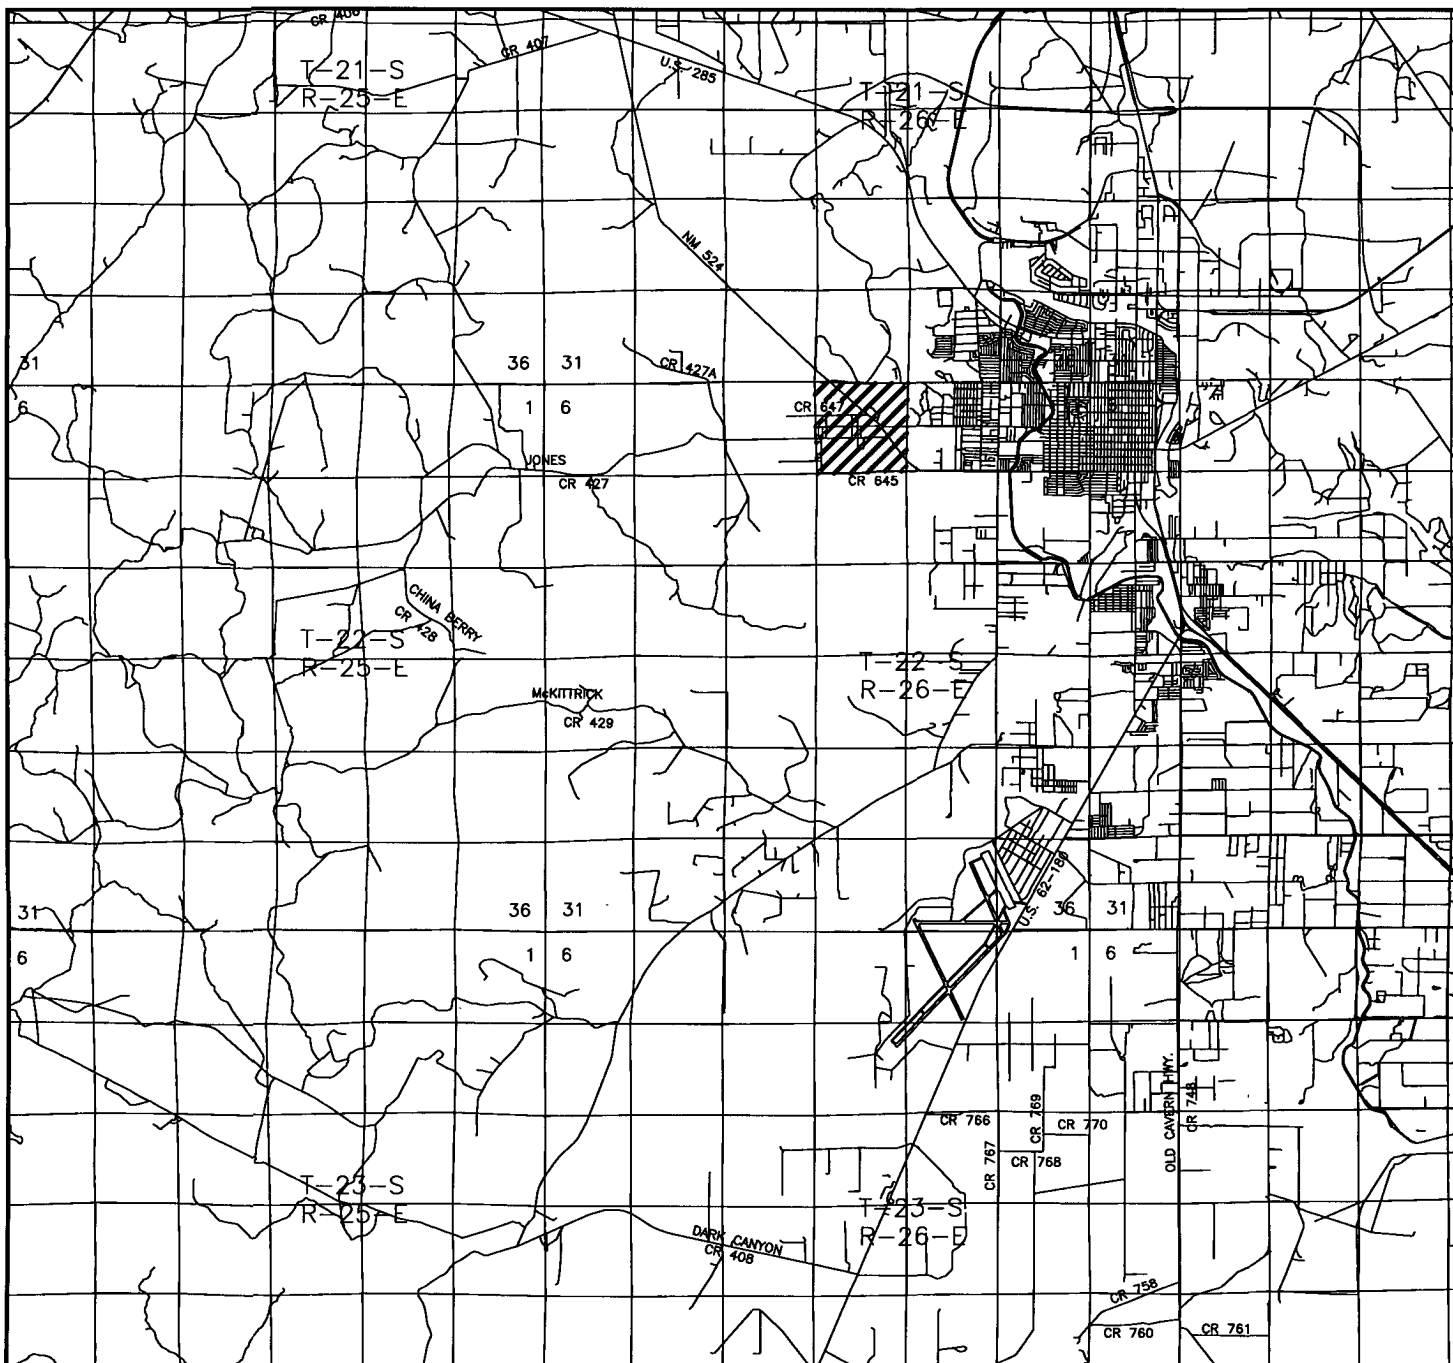 CR 406
CR 407
T-21-S
R-25-E
U.S. 285
T-21-S
R-26-E
NM 524
31
36 31
CR 427A
6
1 6
CR 647
JONES
CR 427
CR 645
CHINA BERRY
CR 428
T-22-S
R-25-E
T-22-S
R-26-E
McKITTRICK
CR 429
U.S. 62-180
31
36 31
36 31
6
1 6
1 6
OLD CAVERN HWY.
CR 748
CR 769
CR 766
CR 770
CR 767
CR 768
T-23-S
R-25-E
T-23-S
R-26-E
DARK CANYON
CR 408
CR 758
CR 760
CR 761